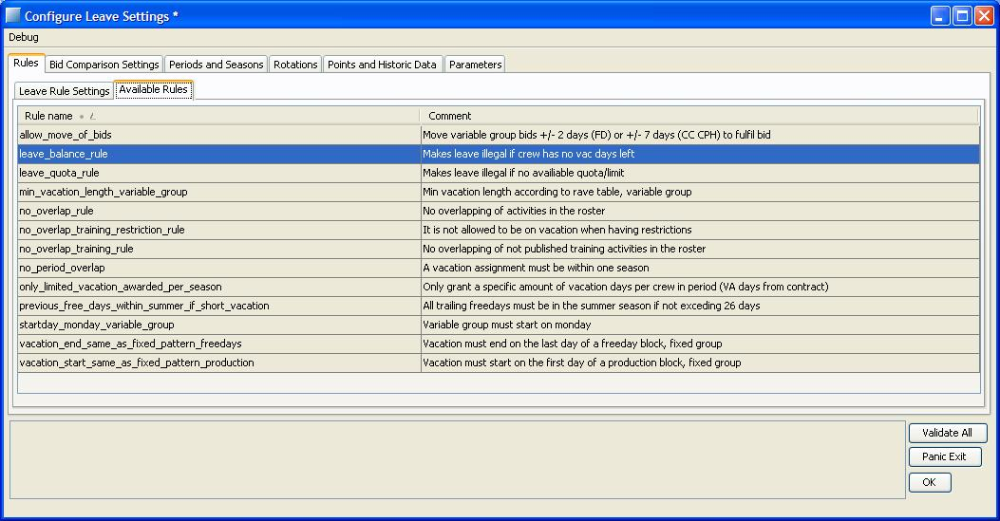 Configure Leave Settings *
Debug
Rules Bid Comparison Settings Periods and Seasons Rotations Points and Historic Data Parameters
Leave Rule Settings Available Rules
Rule name Comment
allow_move_of_bids Move variable group bids +/- 2 days (FD) or +/- 7 days (CC CPH) to fulfil bid
leave_balance_rule Makes leave illegal if crew has no vac days left
leave_quota_rule Makes leave illegal if no availiable quota/limit
min_vacation_length_variable_group Min vacation length according to rave table, variable group
no_overlap_rule No overlapping of activities in the roster
no_overlap_training_restriction_rule It is not allowed to be on vacation when having restrictions
no_overlap_training_rule No overlapping of not published training activities in the roster
no_period_overlap A vacation assignment must be within one season
only_limited_vacation_awarded_per_season Only grant a specific amount of vacation days per crew in period (VA days from contract)
previous_free_days_within_summer_if_short_vacation All trailing freedays must be in the summer season if not exceding 26 days
startday_monday_variable_group Variable group must start on monday
vacation_end_same_as_fixed_pattern_freedays Vacation must end on the last day of a freeday block, fixed group
vacation_start_same_as_fixed_pattern_production Vacation must start on the first day of a production block, fixed group
Validate All
Panic Exit
OK